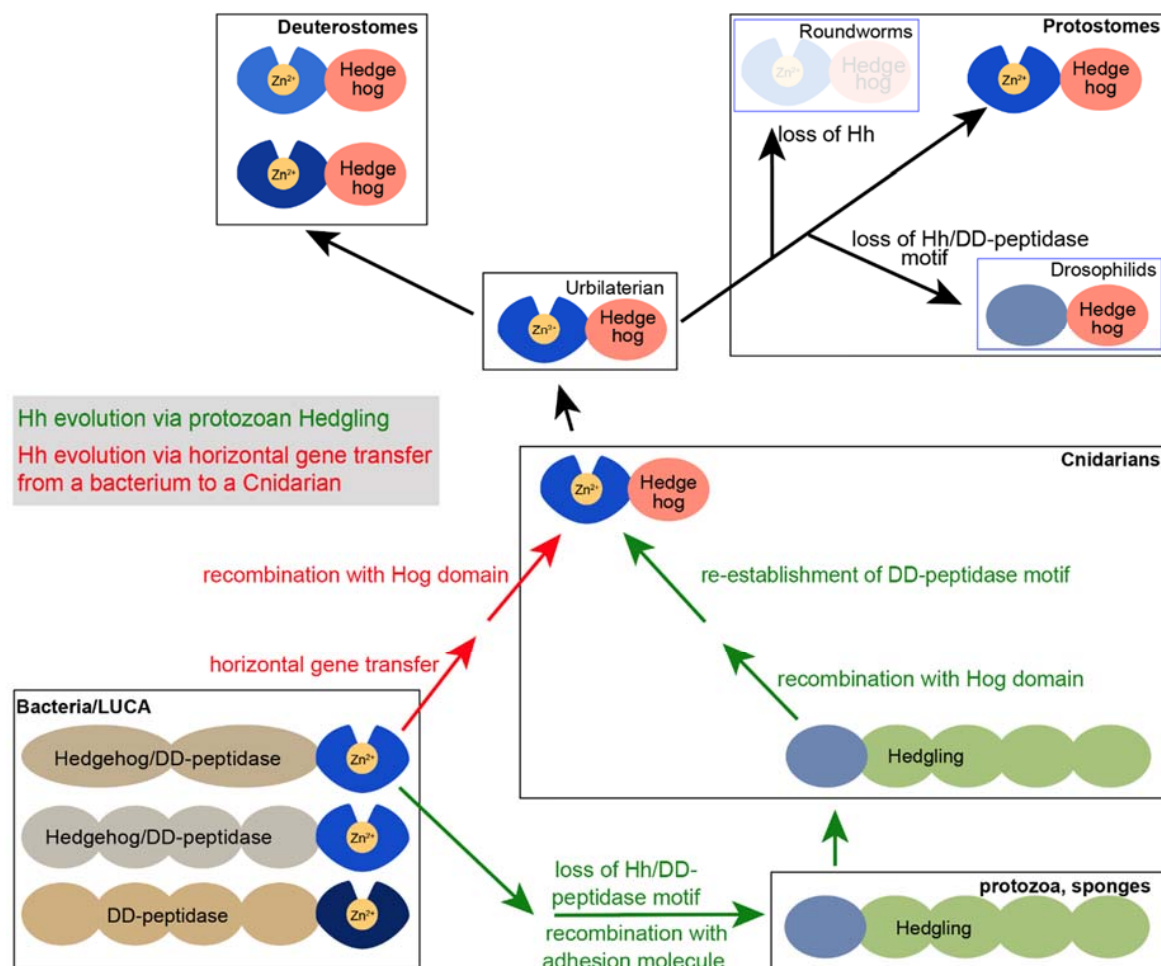 Deuterostomes
Zn2+
Hedge
hog
Zn2+
Hedge
hog
Roundworms
Zn2+
Hedge
hog
Protostomes
Zn2+
Hedge
hog
loss of Hh
loss of Hh/DD-peptidase
motif
Drosophilids
Hedge
hog
Urbilaterian
Zn2+
Hedge
hog
Hh evolution via protozoan Hedgling
Hh evolution via horizontal gene transfer
from a bacterium to a Cnidarian
Cnidarians
Zn2+
Hedge
hog
recombination with Hog domain
re-establishment of DD-peptidase motif
horizontal gene transfer
recombination with Hog domain
Bacteria/LUCA
Hedgehog/DD-peptidase
Zn2+
Hedgling
Hedgehog/DD-peptidase
Zn2+
DD-peptidase
Zn2+
loss of Hh/DD-
peptidase motif
recombination with
adhesion molecule
protozoa, sponges
Hedgling